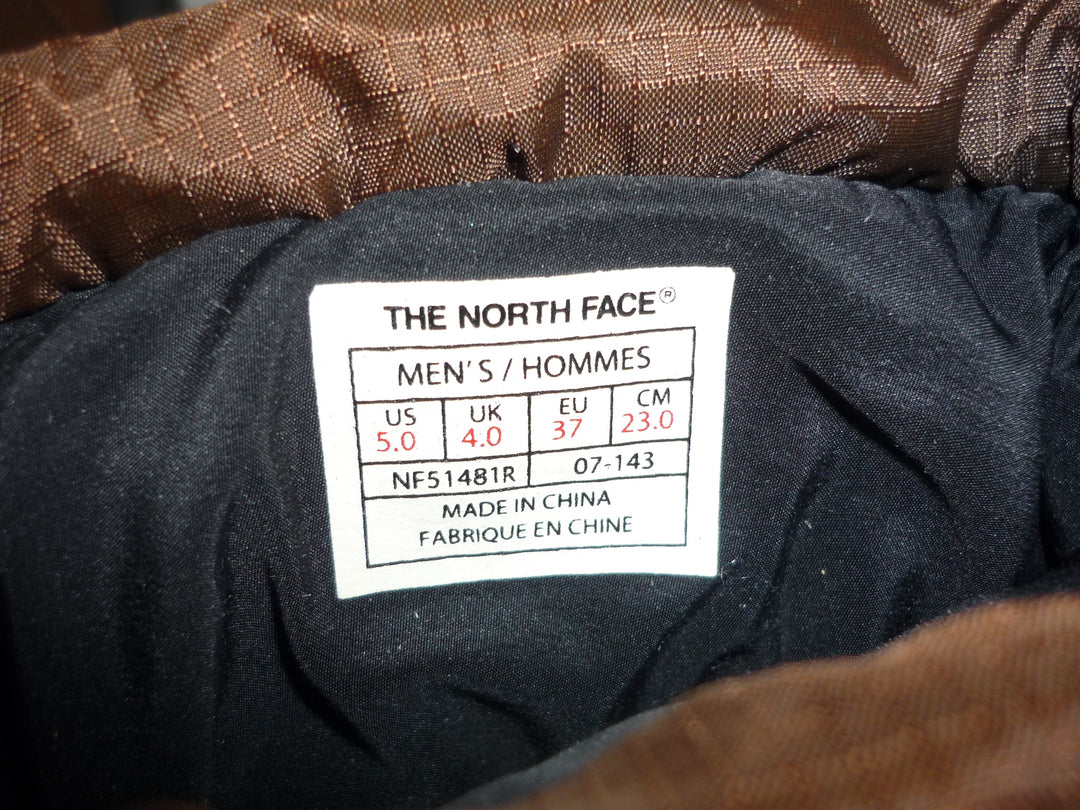 THE NORTH FACE®
MEN'S / HOMMES
US UK EU CM
5.0 4.0 37 23.0
NF51481R 07-143
MADE IN CHINA
FABRIQUE EN CHINE